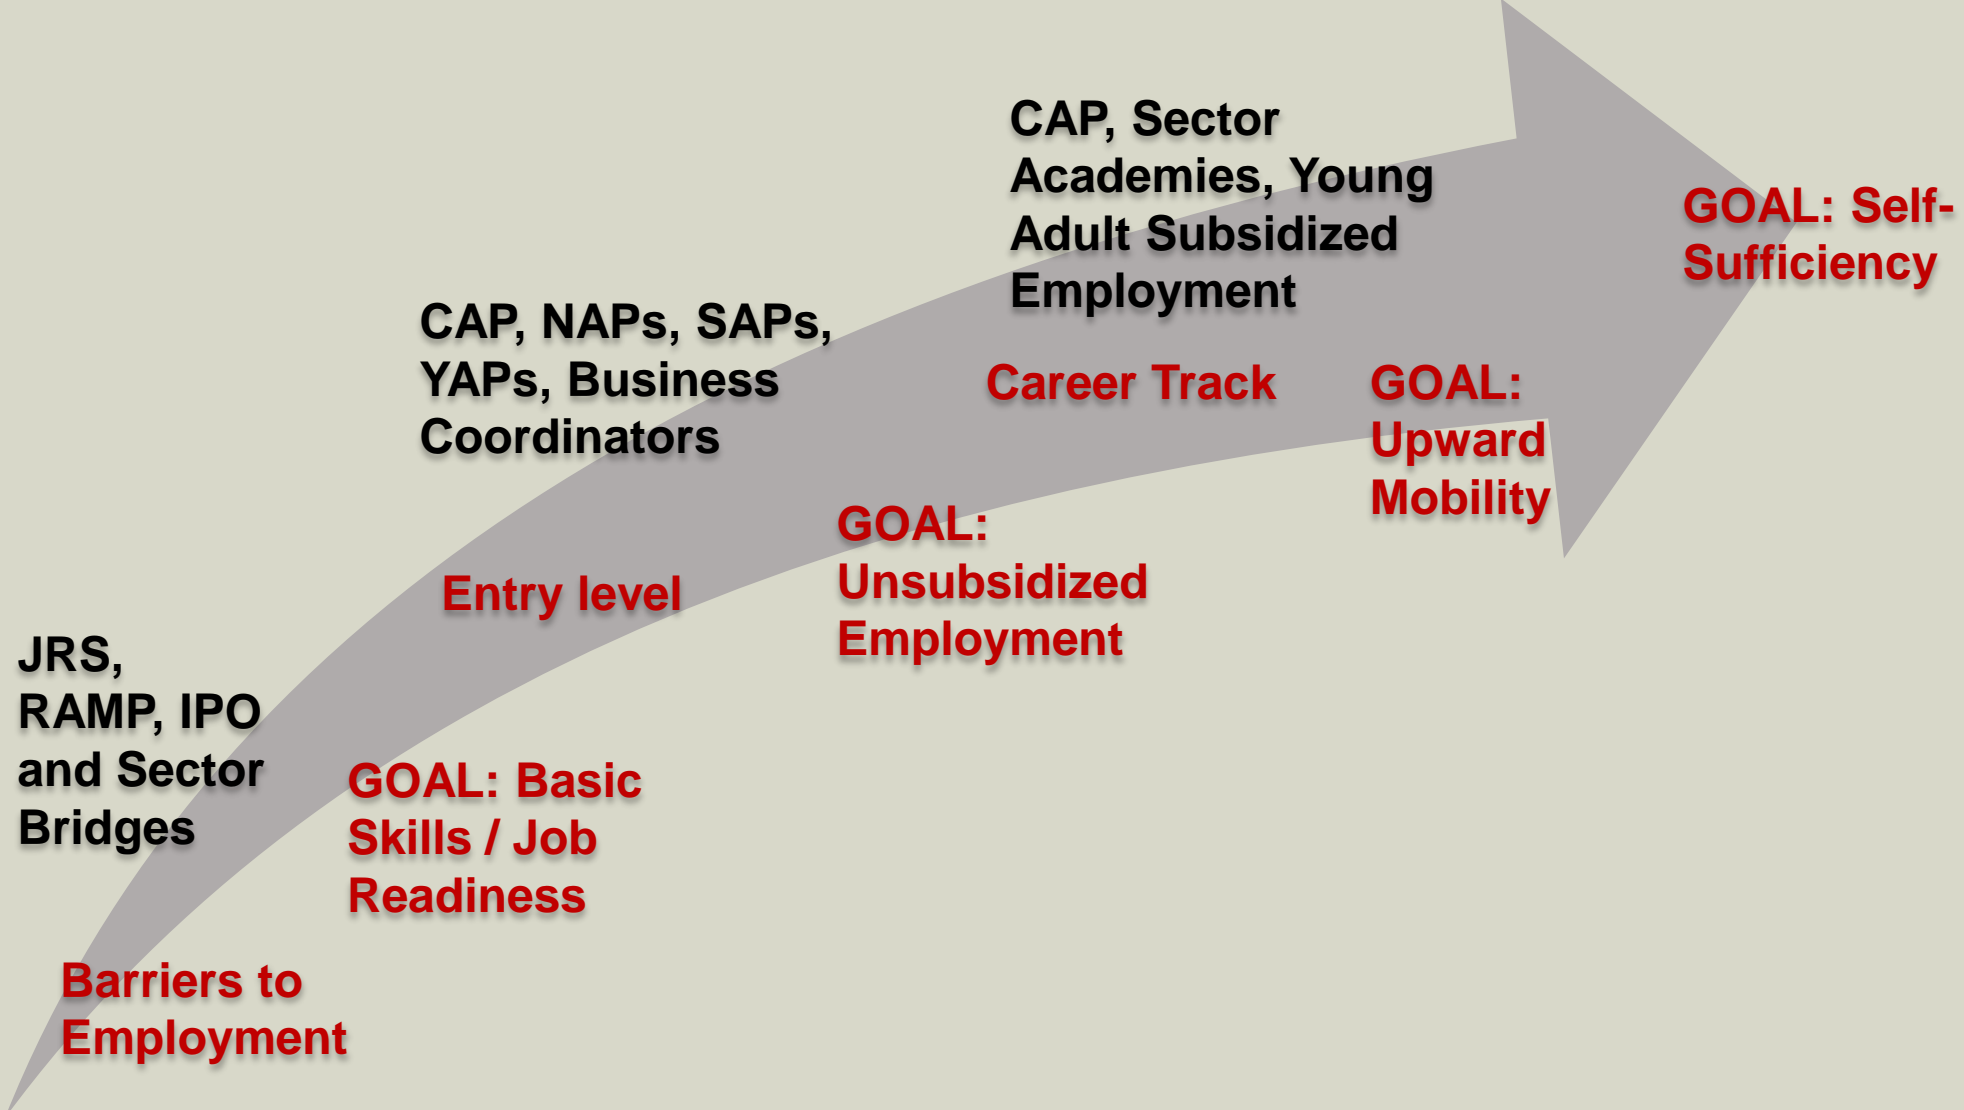 CAP, Sector
Academies, Young
Adult Subsidized
Employment
GOAL: Self-
Sufficiency
CAP, NAPs, SAPs,
YAPs, Business
Coordinators
Career Track
GOAL:
Upward
Mobility
Entry level
GOAL:
Unsubsidized
Employment
JRS,
RAMP, IPO
and Sector
Bridges
GOAL: Basic
Skills / Job
Readiness
Barriers to
Employment